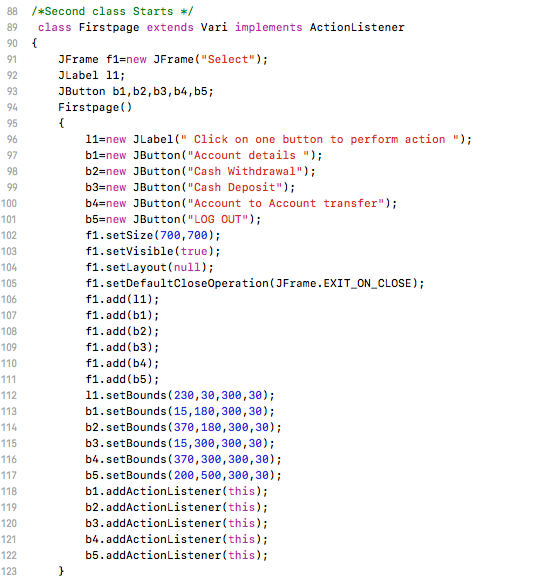 88 /*Second class Starts */
89 class Firstpage extends Vari implements ActionListener
90 {
91 JFrame f1=new JFrame("Select");
92 JLabel l1;
93 JButton b1,b2,b3,b4,b5;
94 Firstpage()
95 {
96 l1=new JLabel(" Click on one button to perform action ");
97 b1=new JButton("Account details ");
98 b2=new JButton("Cash Withdrawal");
99 b3=new JButton("Cash Deposit");
100 b4=new JButton("Account to Account transfer");
101 b5=new JButton("LOG OUT");
102 f1.setSize(700,700);
103 f1.setVisible(true);
104 f1.setLayout(null);
105 f1.setDefaultCloseOperation(JFrame.EXIT_ON_CLOSE);
106 f1.add(l1);
107 f1.add(b1);
108 f1.add(b2);
109 f1.add(b3);
110 f1.add(b4);
111 f1.add(b5);
112 l1.setBounds(230,30,300,30);
113 b1.setBounds(15,180,300,30);
114 b2.setBounds(370,180,300,30);
115 b3.setBounds(15,300,300,30);
116 b4.setBounds(370,300,300,30);
117 b5.setBounds(200,500,300,30);
118 b1.addActionListener(this);
119 b2.addActionListener(this);
120 b3.addActionListener(this);
121 b4.addActionListener(this);
122 b5.addActionListener(this);
123 }